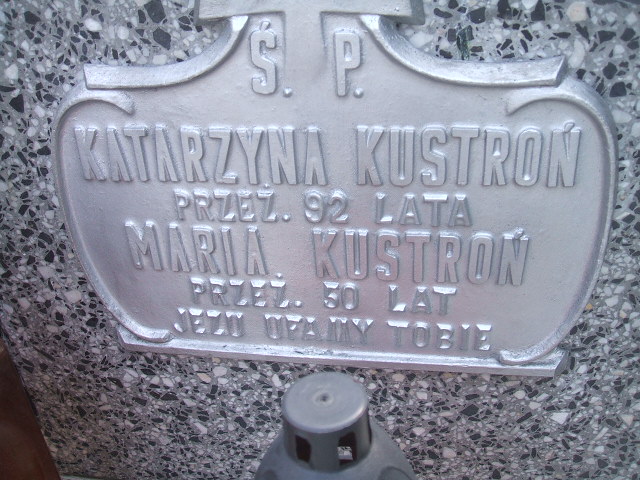 Ś. P.
KATARZYNA KUSTROŃ
PRZEŻ. 92 LATA
MARIA KUSTROŃ
PRZEŻ. 50 LAT
JEZU UFAMY TOBIE